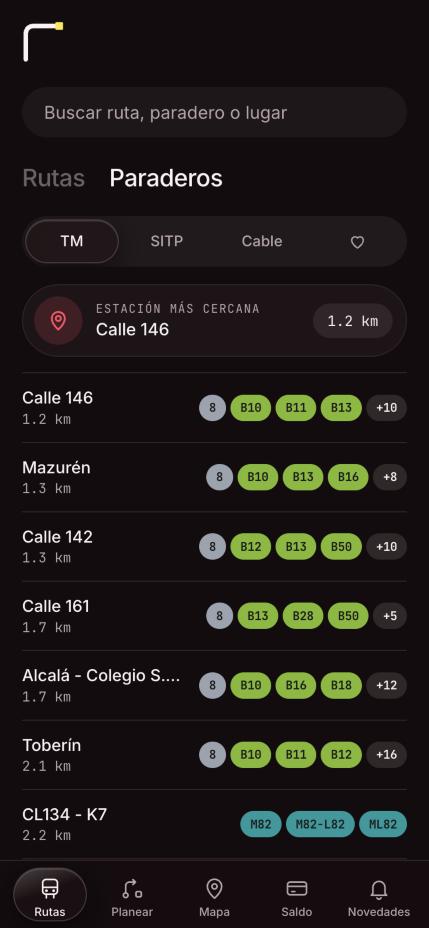 Buscar ruta, paradero o lugar
Rutas Paraderos
TM SITP Cable
ESTACIÓN MÁS CERCANA
Calle 146
1.2 km
Calle 146
1.2 km
8 B10 B11 B13 +10
Mazurén
1.3 km
8 B10 B13 B16 +8
Calle 142
1.3 km
8 B12 B13 B50 +10
Calle 161
1.7 km
8 B13 B28 B50 +5
Alcalá - Colegio S....
1.7 km
8 B10 B16 B18 +12
Toberín
2.1 km
8 B10 B11 B12 +16
CL134 - K7
2.2 km
M82 M82-L82 ML82
Rutas Planear Mapa Saldo Novedades